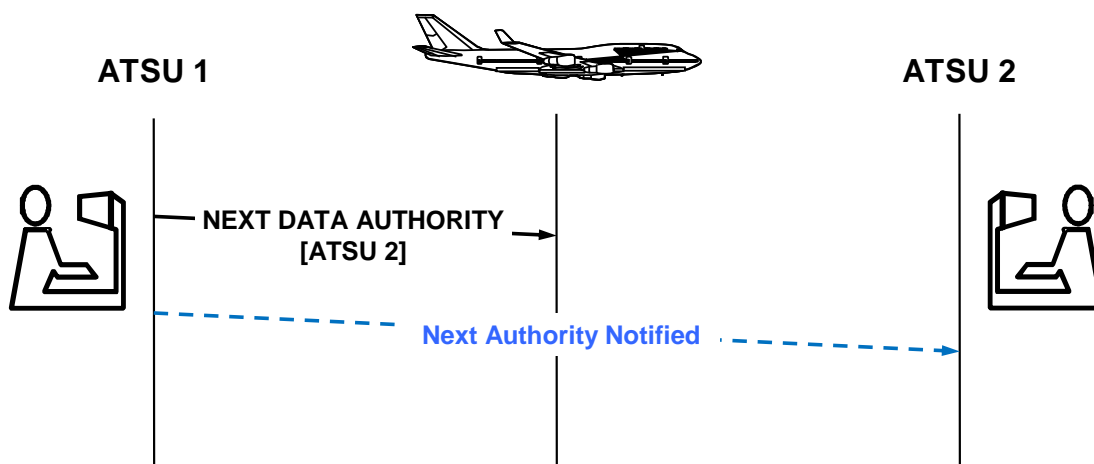 ATSU 1
ATSU 2
NEXT DATA AUTHORITY
[ATSU 2]
Next Authority Notified